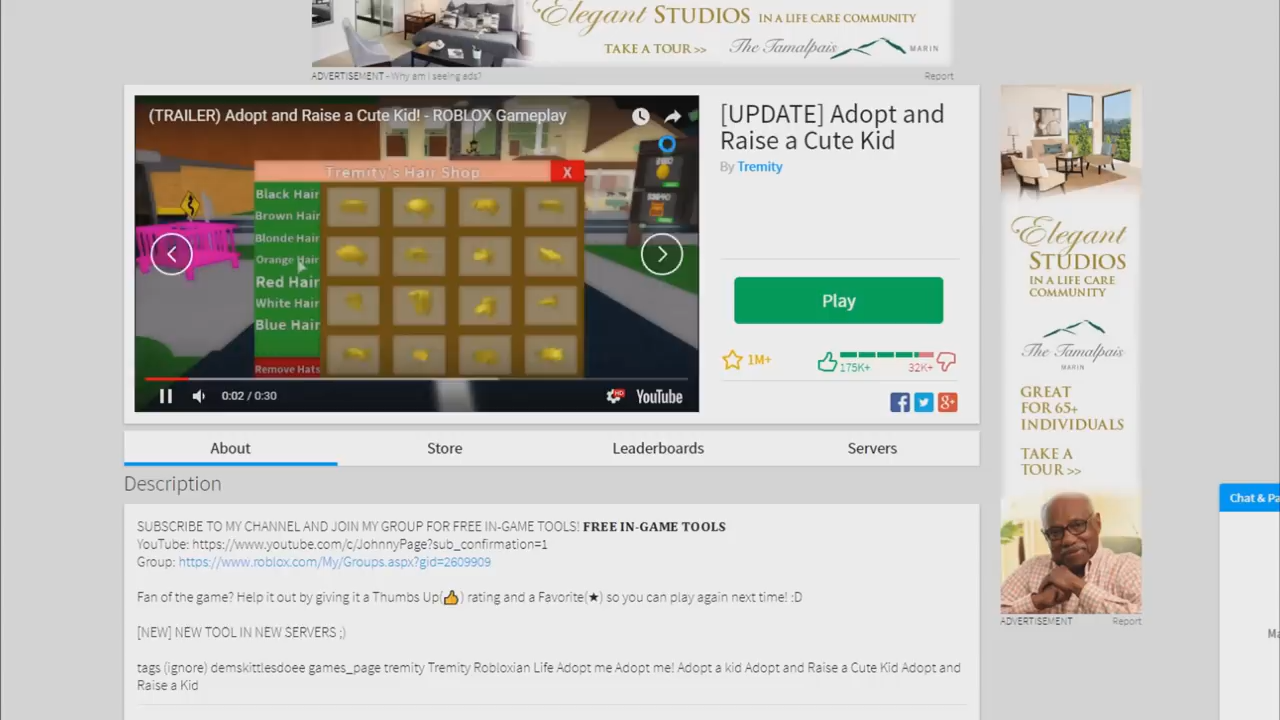 Elegant STUDIOS IN A LIFE CARE COMMUNITY
TAKE A TOUR >> The Tamalpais MARIN
ADVERTISEMENT - Why am I seeing ads?
Report
(TRAILER) Adopt and Raise a Cute Kid! - ROBLOX Gameplay
Tremity's Hair Shop
X
Black Hair
Brown Hair
Blonde Hair
Orange Hair
Red Hair
White Hair
Blue Hair
Remove Hats
0:02 / 0:30
HD
YouTube
[UPDATE] Adopt and
Raise a Cute Kid
By Tremity
Play
1M+
175K+
32K+
About
Store
Leaderboards
Servers
Description
SUBSCRIBE TO MY CHANNEL AND JOIN MY GROUP FOR FREE IN-GAME TOOLS! FREE IN-GAME TOOLS
YouTube: https://www.youtube.com/c/JohnnyPage?sub_confirmation=1
Group: https://www.roblox.com/My/Groups.aspx?gid=2609909
Fan of the game? Help it out by giving it a Thumbs Up(👍) rating and a Favorite(★) so you can play again next time! :D
[NEW] NEW TOOL IN NEW SERVERS ;)
tags (ignore) demskittlesdoee games_page tremity Tremity Robloxian Life Adopt me Adopt me! Adopt a kid Adopt and Raise a Cute Kid Adopt and
Raise a Kid
Elegant
STUDIOS
IN A LIFE CARE
COMMUNITY
The Tamalpais
MARIN
GREAT
FOR 65+
INDIVIDUALS
TAKE A
TOUR >>
ADVERTISEMENT
Report
Chat & Pa
Ma